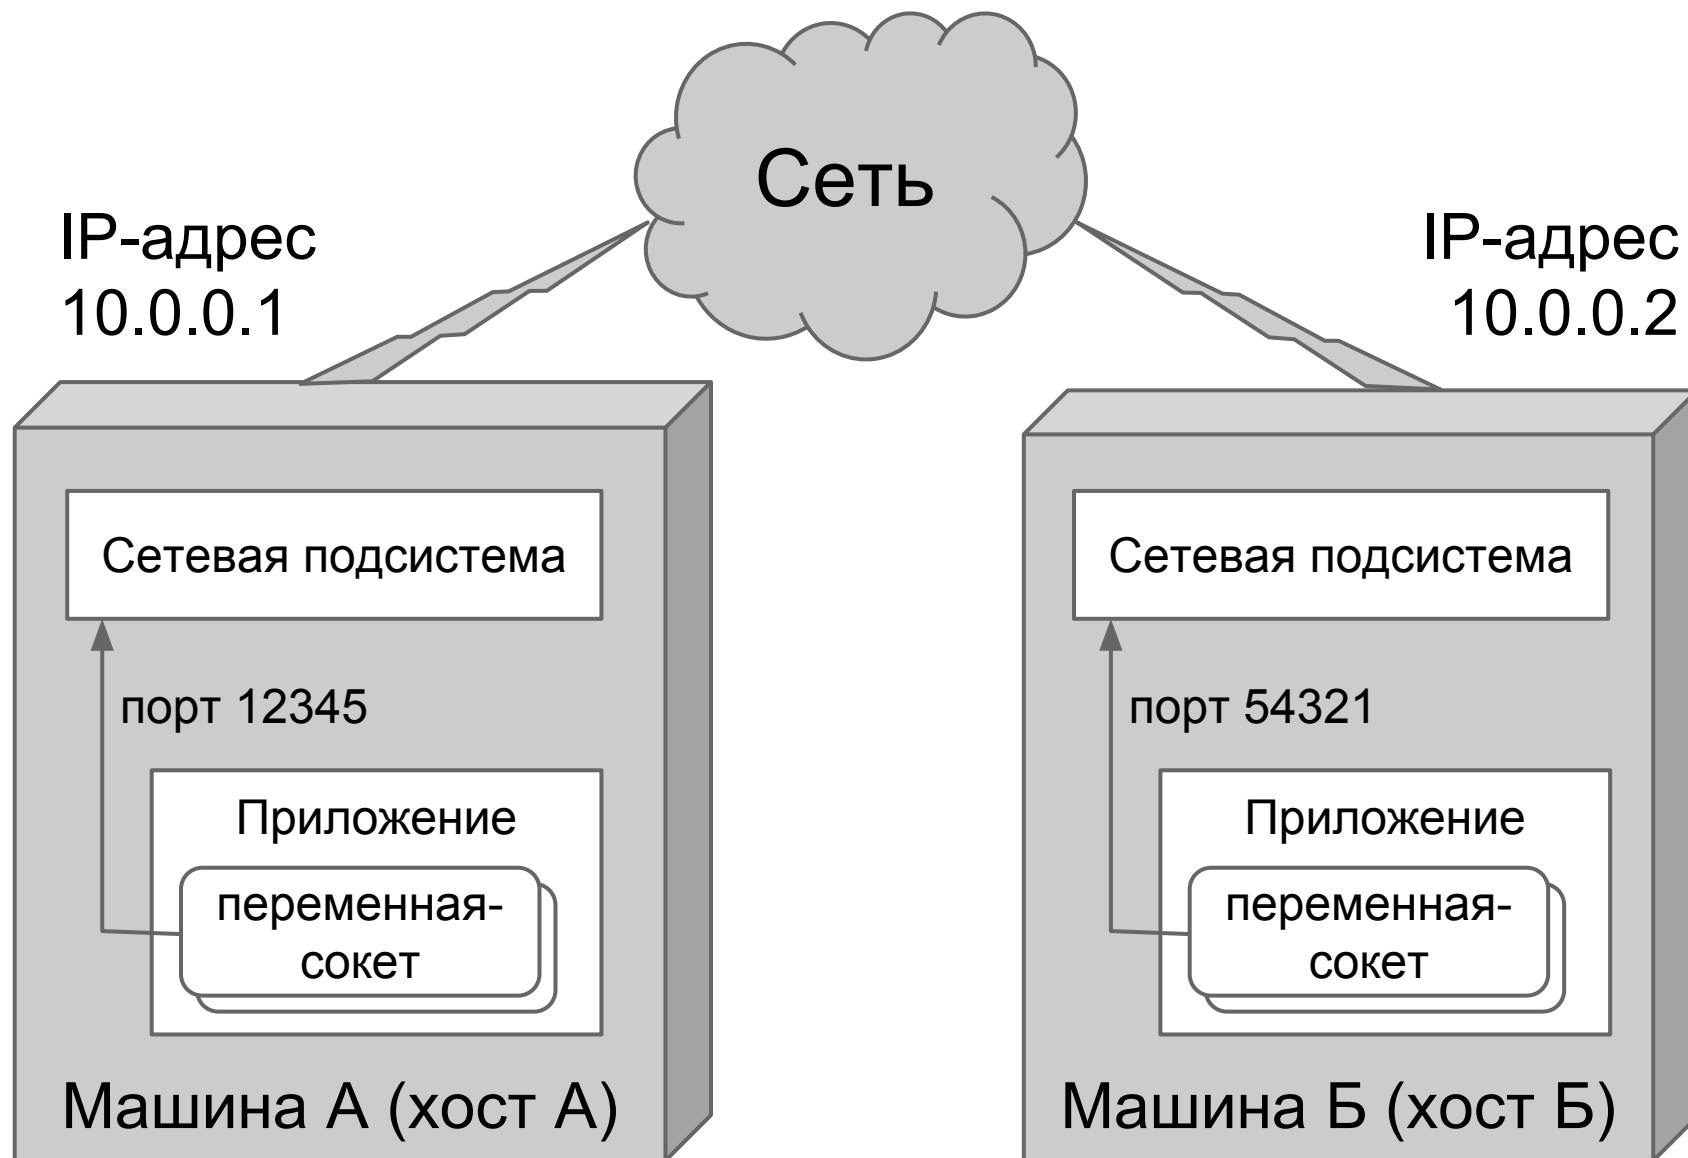 Сеть
IP-адрес
10.0.0.1
IP-адрес
10.0.0.2
Сетевая подсистема
порт 12345
Приложение
переменная-
сокет
Машина А (хост А)
Сетевая подсистема
порт 54321
Приложение
переменная-
сокет
Машина Б (хост Б)